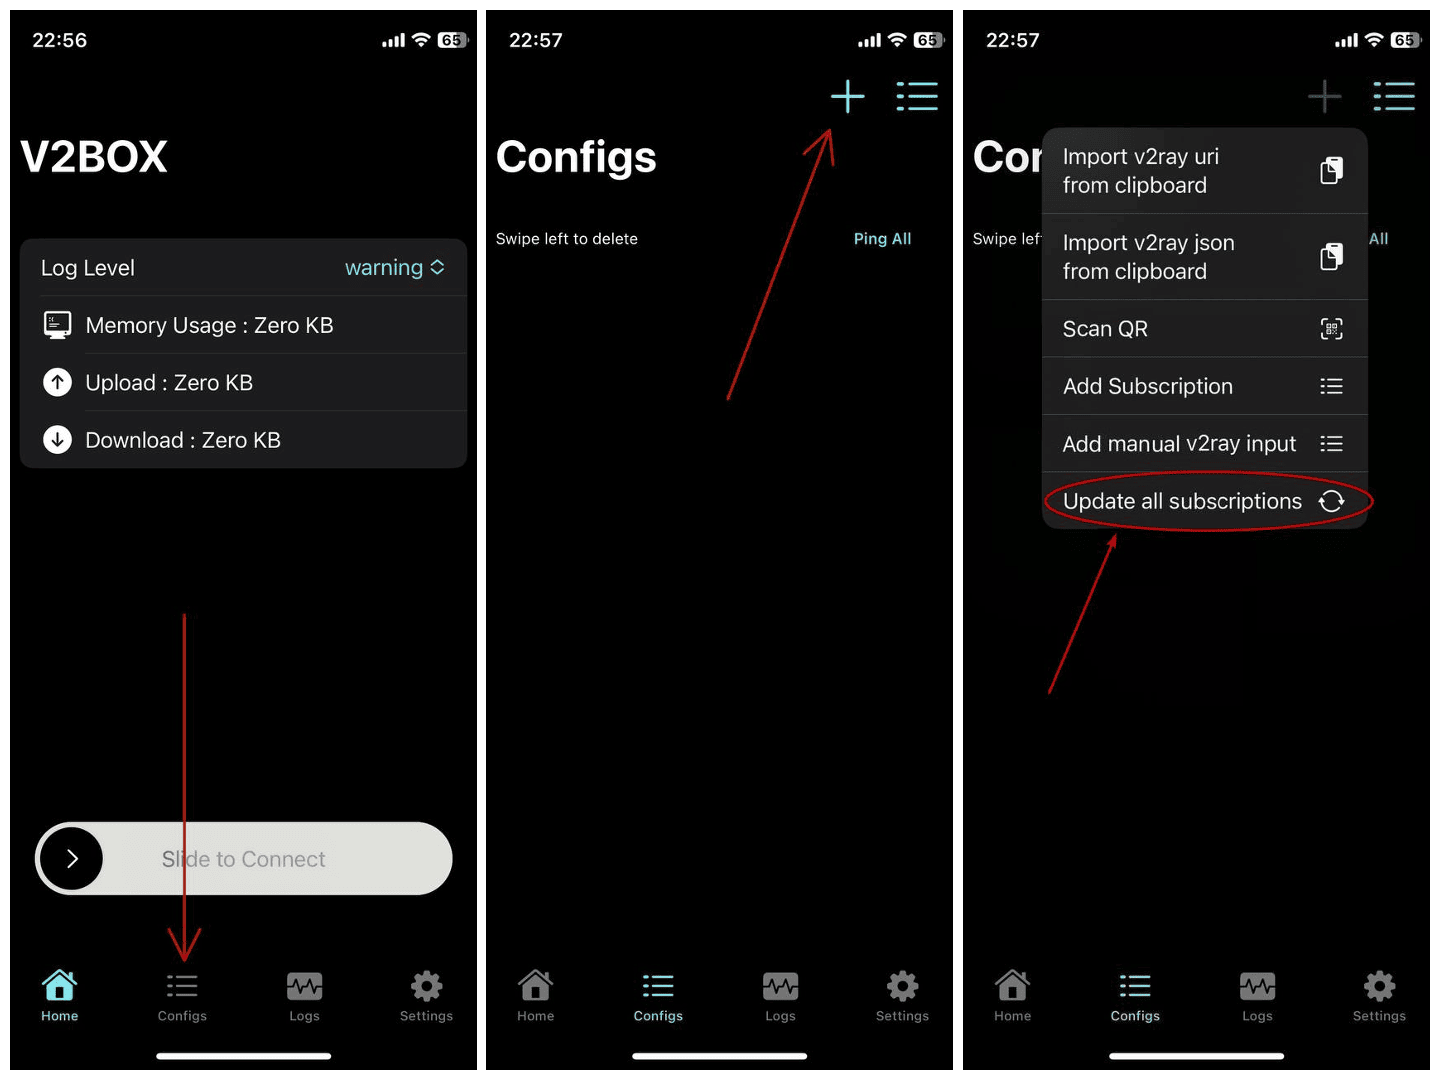 22:56
65
V2BOX
Log Level
warning
Memory Usage : Zero KB
Upload : Zero KB
Download : Zero KB
Slide to Connect
Home
Configs
Logs
Settings
22:57
65
Configs
Swipe left to delete
Ping All
Home
Configs
Logs
Settings
22:57
65
Con
Import v2ray uri
from clipboard
Import v2ray json
from clipboard
Swipe left
All
Scan QR
Add Subscription
Add manual v2ray input
Update all subscriptions
Home
Configs
Logs
Settings